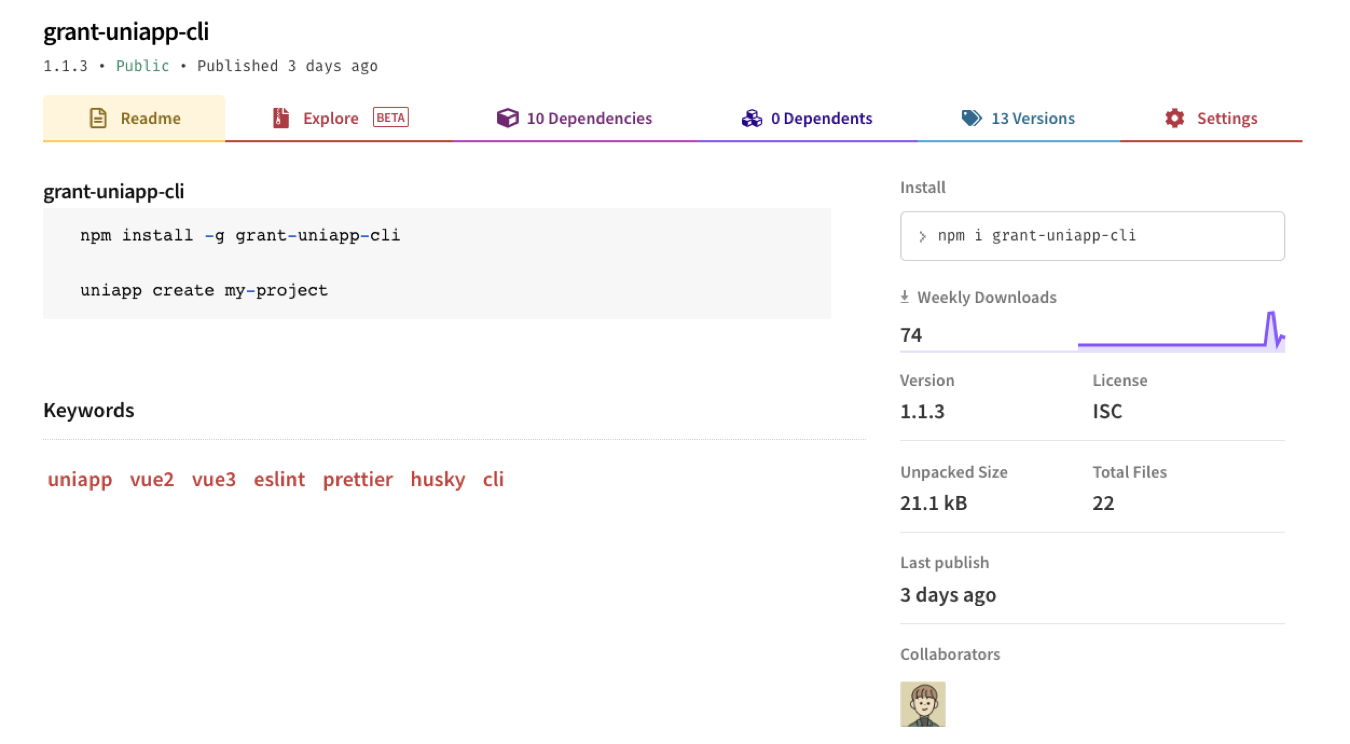 grant-uniapp-cli
1.1.3 • Public • Published 3 days ago
Readme
Explore BETA
10 Dependencies
0 Dependents
13 Versions
Settings
grant-uniapp-cli
npm install -g grant-uniapp-cli
uniapp create my-project
Keywords
uniapp vue2 vue3 eslint prettier husky cli
Install
> npm i grant-uniapp-cli
Weekly Downloads
74
Version
1.1.3
License
ISC
Unpacked Size
21.1 kB
Total Files
22
Last publish
3 days ago
Collaborators